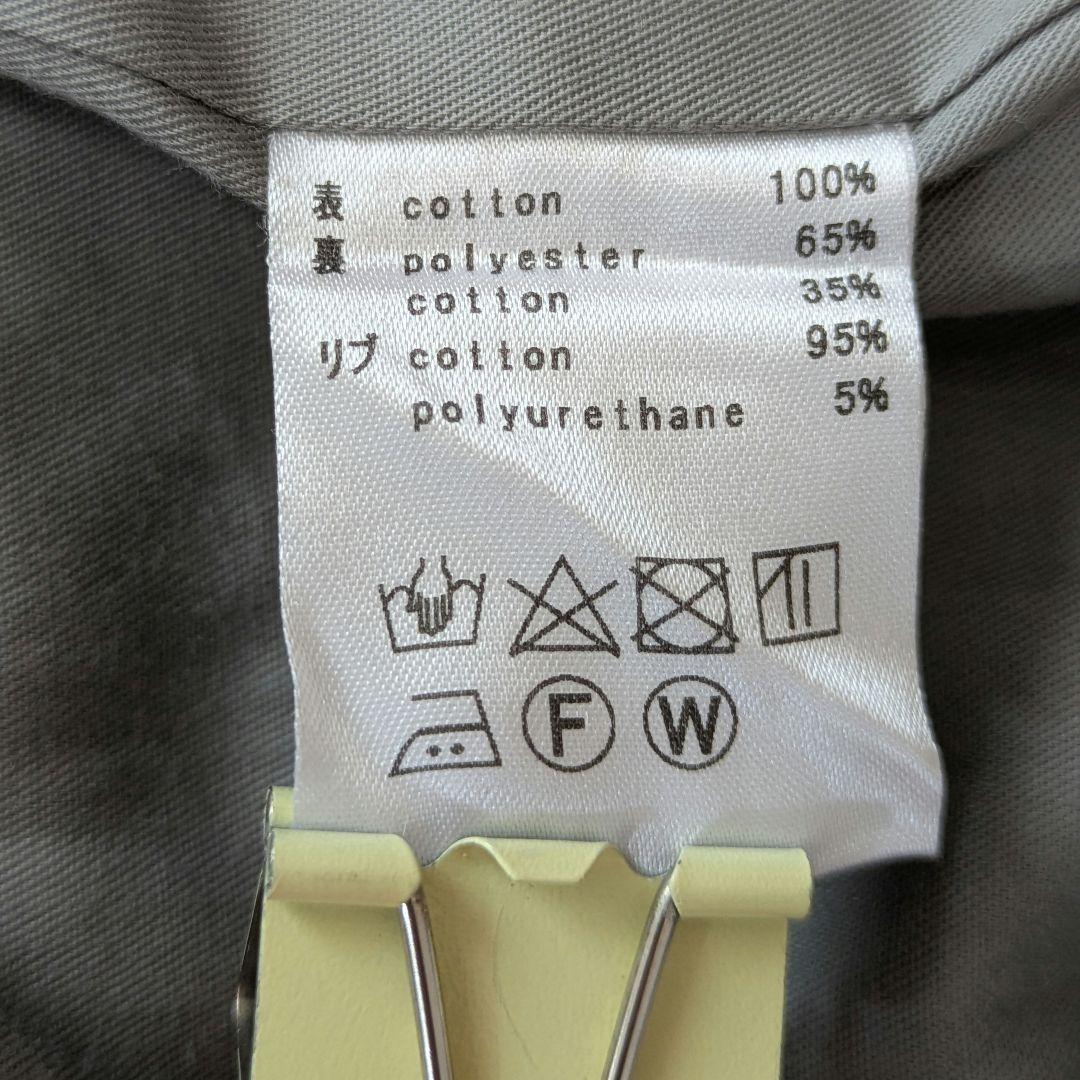 表 cotton 100%
裏 polyester 65%
cotton 35%
リブ cotton 95%
polyurethane 5%
F W